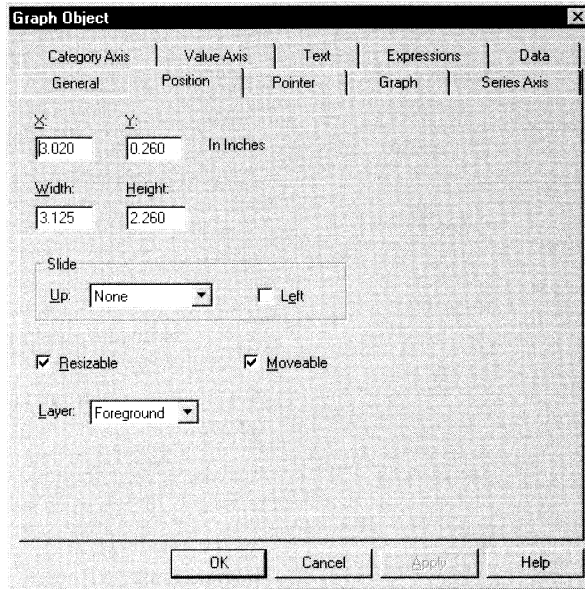 Graph Object
Category Axis Value Axis Text Expressions Data
General Position Pointer Graph Series Axis
X: Y:
3.020 0.260 In Inches
Width: Height:
3.125 2.260
Slide
Up: None Left
Resizable Moveable
Layer: Foreground
OK Cancel Apply Help